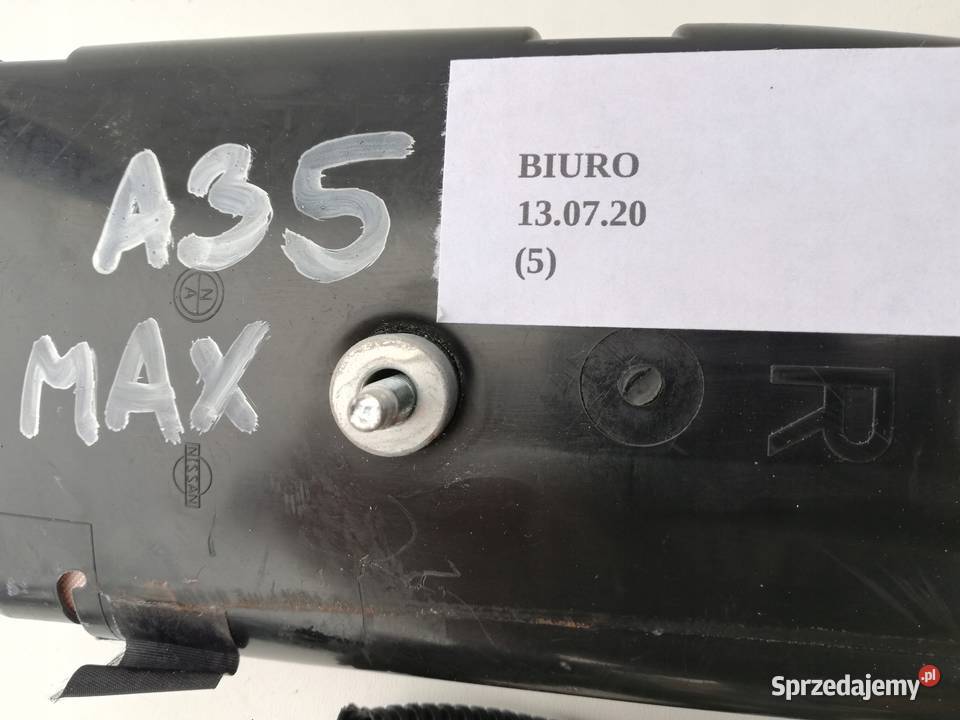 A35
MAX
BIURO
13.07.20
(5)
N
A
NISSAN
R
Sprzedajemy.pl